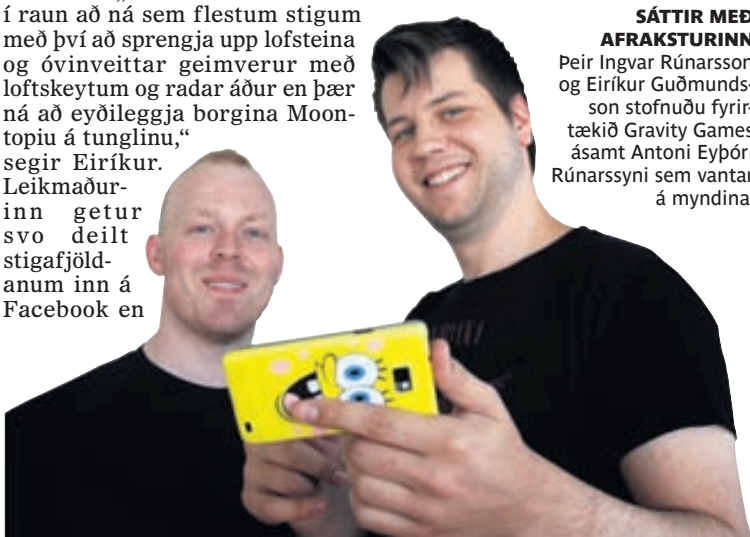 í raun að ná sem flestum stigum
með því að sprengja upp lofsteina
og óvinveittar geimverur með
loftskeytum og radar áður en þær
ná að eyðileggja borgina Moon-
topiu á tunglinu,“
segir Eiríkur.
Leikmaður-
inn getur
svo deilt
stigafjöld-
anum inn á
Facebook en
SÁTTIR MEÐ
AFRAKSTURINN
Þeir Ingvar Rúnarsson
og Eiríkur Guðmunds-
son stofnuðu fyrir-
tækið Gravity Games
ásamt Antoni Eyþóri
Rúnarssyni sem vantar
á myndina